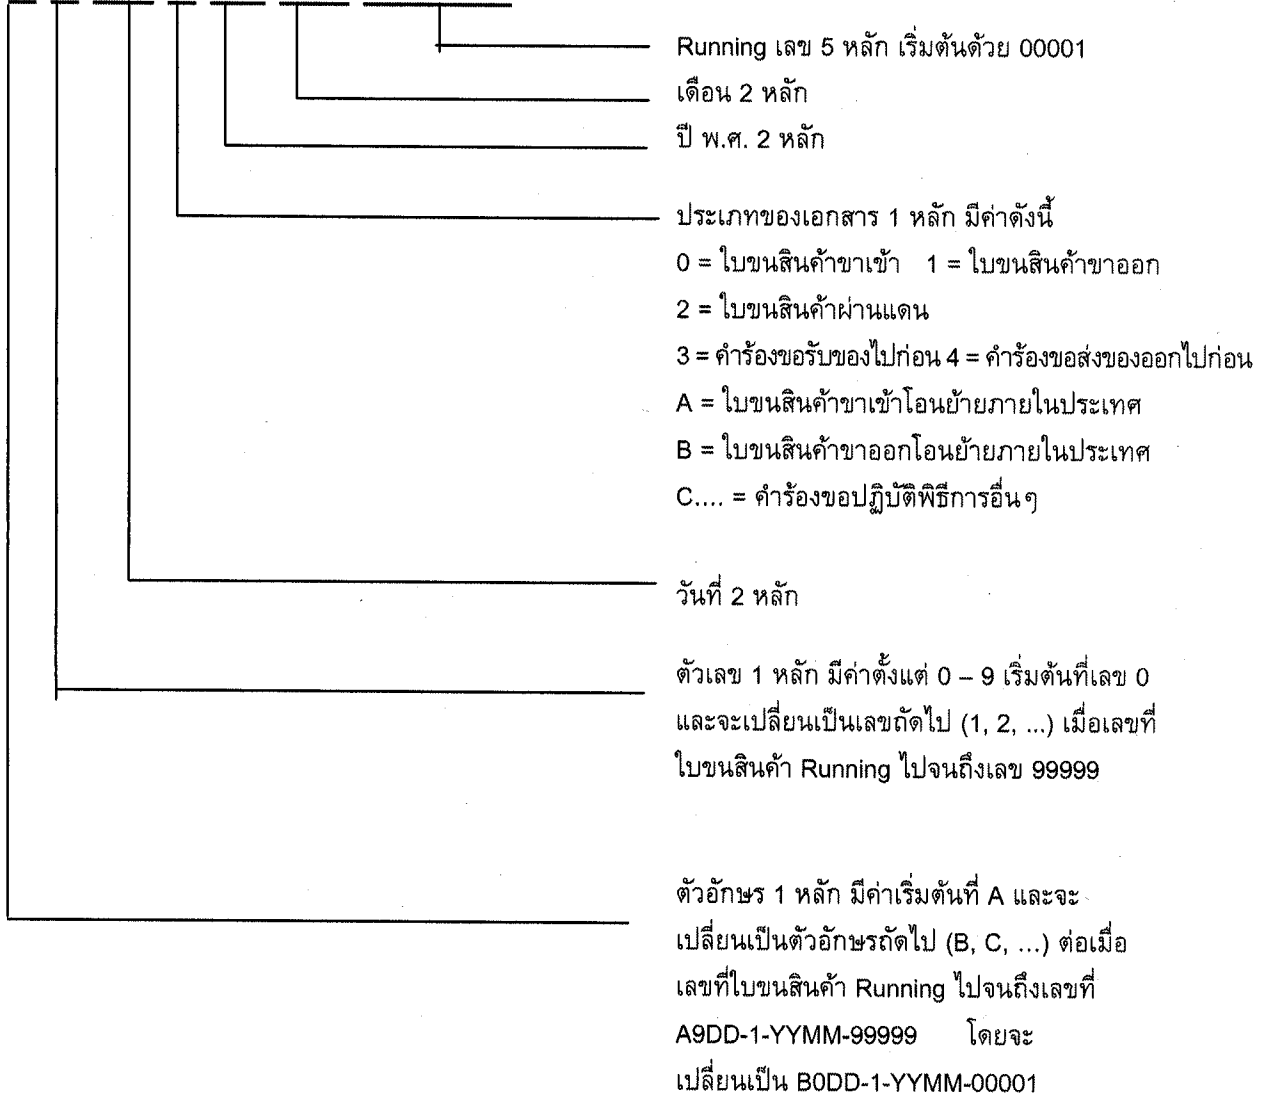 Running เลข 5 หลัก เริ่มต้นด้วย 00001
เดือน 2 หลัก
ปี พ.ศ. 2 หลัก
ประเภทของเอกสาร 1 หลัก มีค่าดังนี้
0 = ใบขนสินค้าขาเข้า 1 = ใบขนสินค้าขาออก
2 = ใบขนสินค้าผ่านแดน
3 = คำร้องขอรับของไปก่อน 4 = คำร้องขอส่งของออกไปก่อน
A = ใบขนสินค้าขาเข้าโอนย้ายภายในประเทศ
B = ใบขนสินค้าขาออกโอนย้ายภายในประเทศ
C.... = คำร้องขอปฏิบัติพิธีการอื่นๆ
วันที่ 2 หลัก
ตัวเลข 1 หลัก มีค่าตั้งแต่ 0 – 9 เริ่มต้นที่เลข 0
และจะเปลี่ยนเป็นเลขถัดไป (1, 2, ...) เมื่อเลขที่
ใบขนสินค้า Running ไปจนถึงเลข 99999
ตัวอักษร 1 หลัก มีค่าเริ่มต้นที่ A และจะ
เปลี่ยนเป็นตัวอักษรถัดไป (B, C, ...) ต่อเมื่อ
เลขที่ใบขนสินค้า Running ไปจนถึงเลขที่
A9DD-1-YYMM-99999 โดยจะ
เปลี่ยนเป็น B0DD-1-YYMM-00001